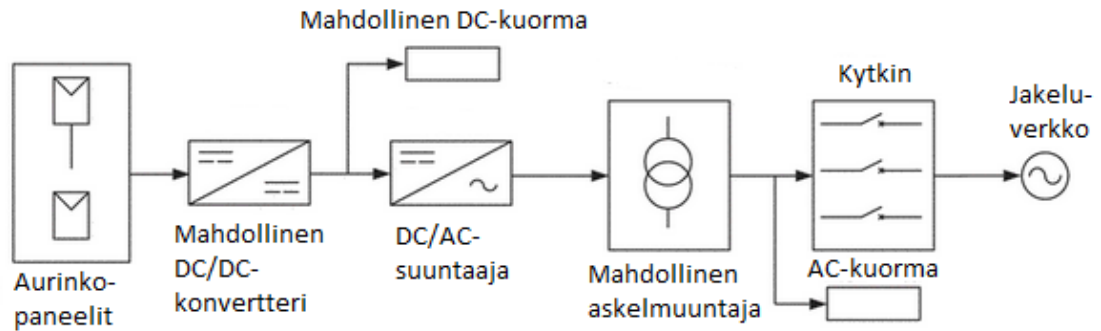 Mahdollinen DC-kuorma
Kytkin
Jakelu-
verkko
Aurinko-
paneelit
Mahdollinen
DC/DC-
konvertteri
DC/AC-
suuntaaja
Mahdollinen
askelmuuntaja
AC-kuorma